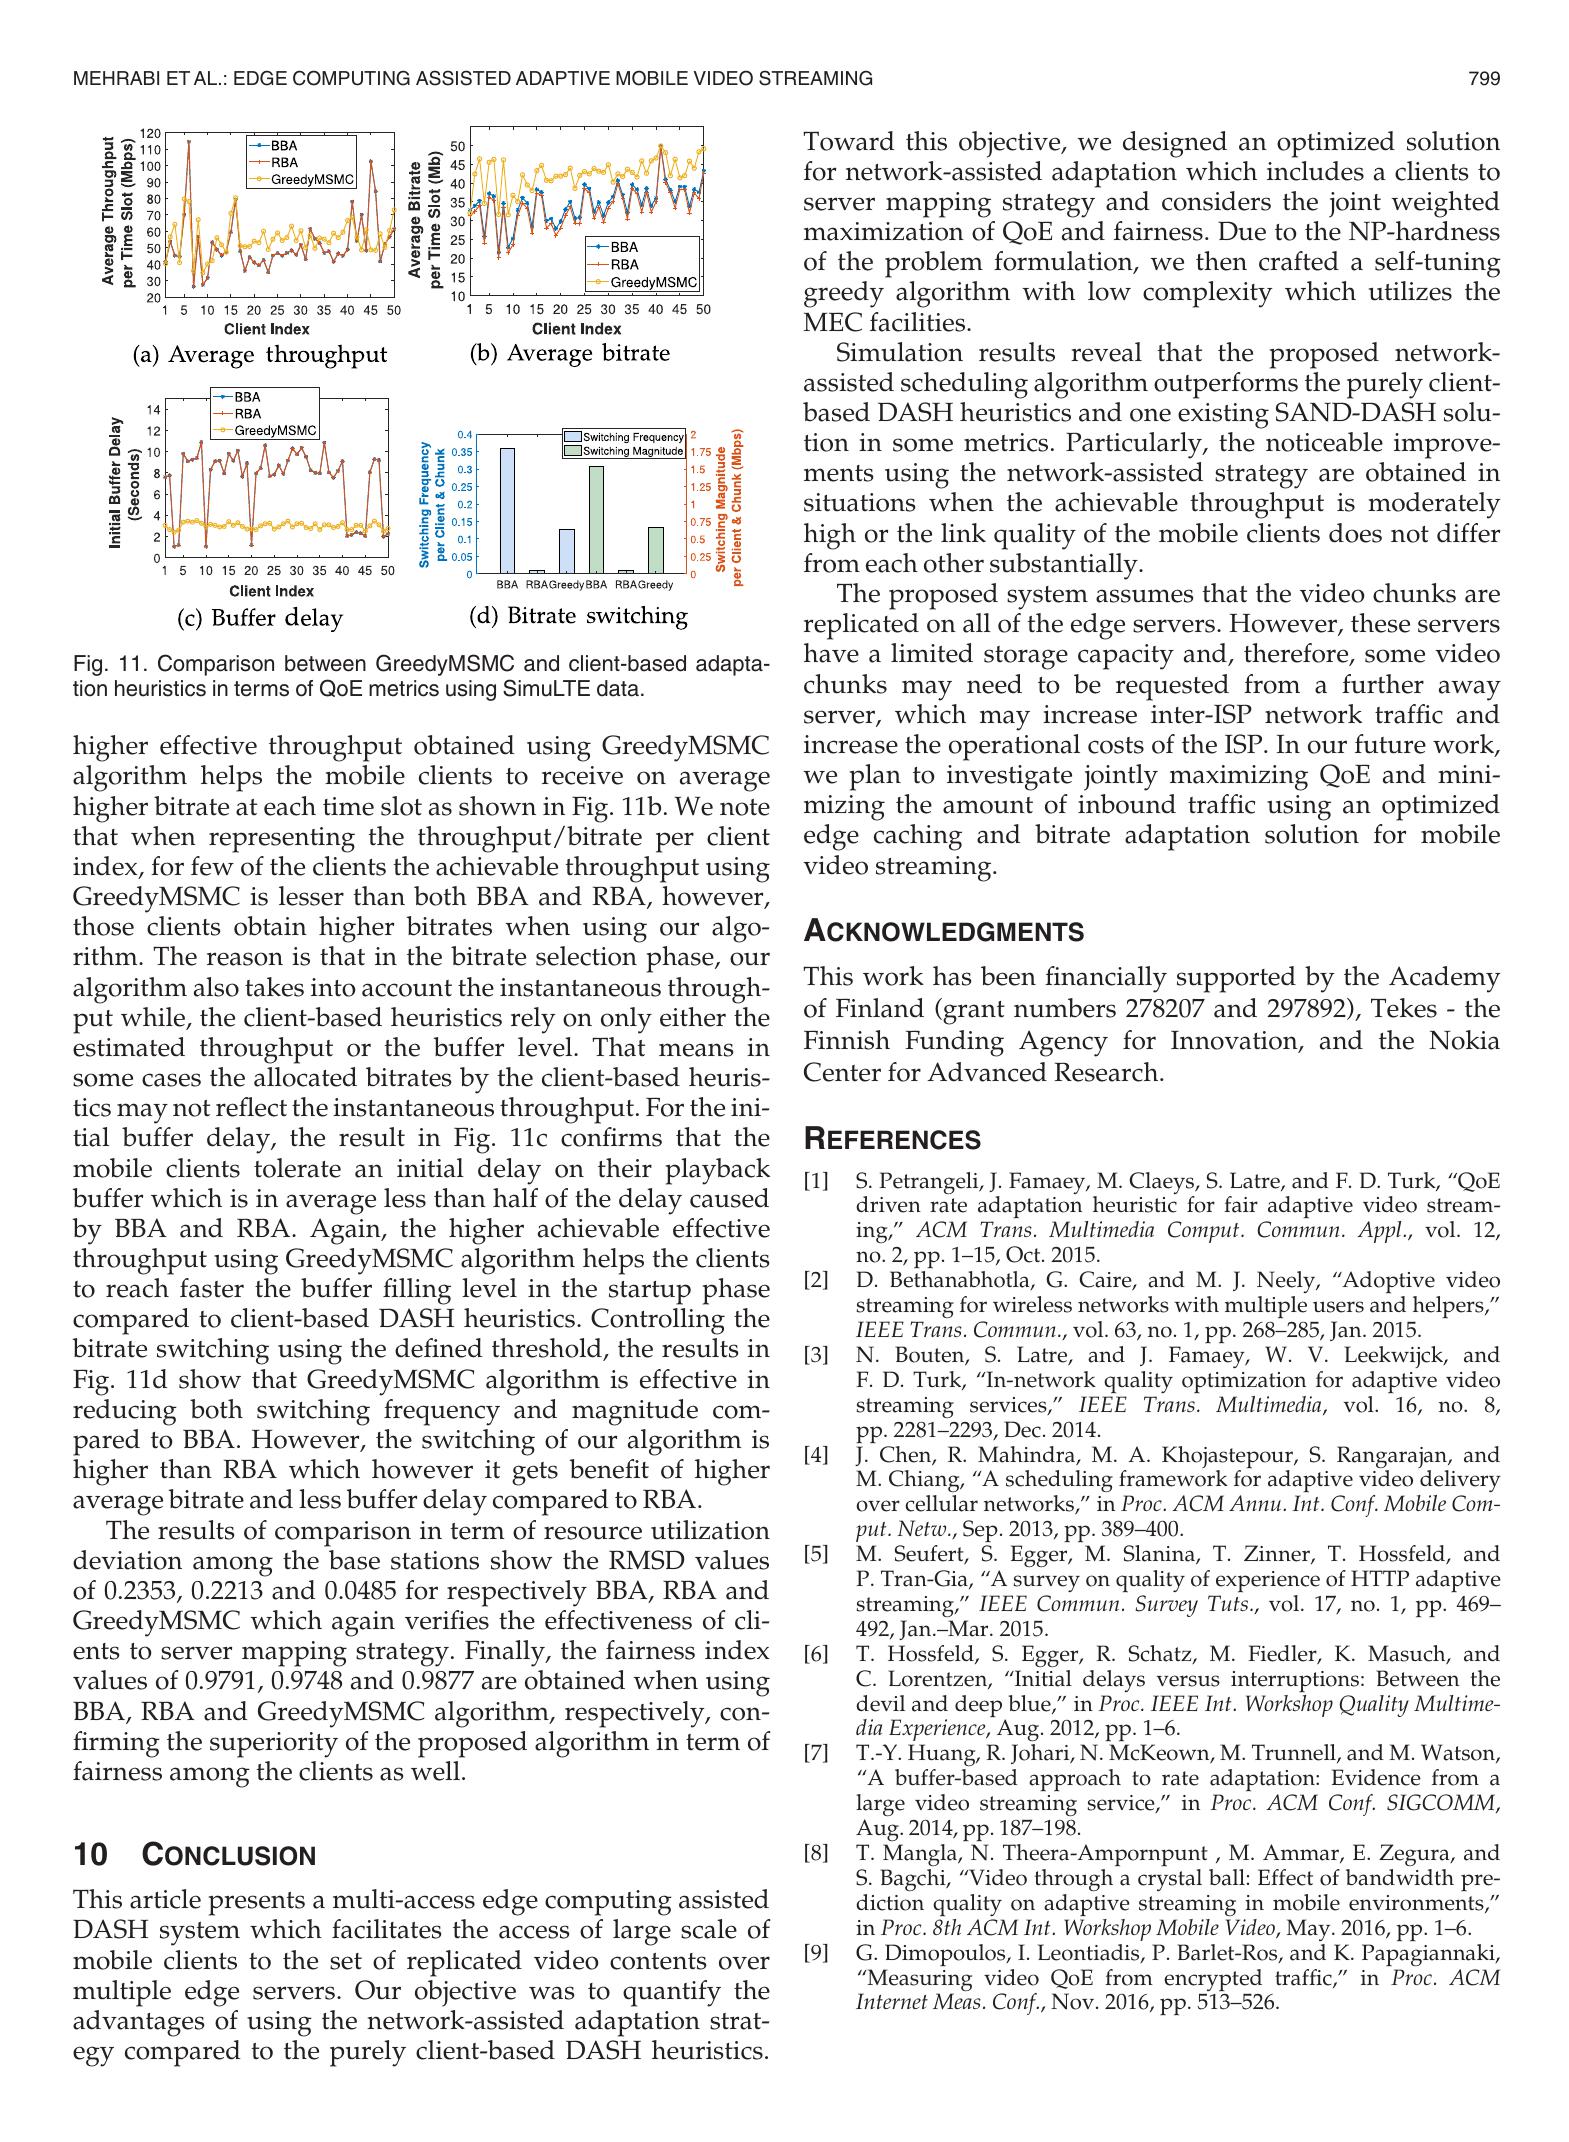 MEHRABI ET AL.: EDGE COMPUTING ASSISTED ADAPTIVE MOBILE VIDEO STREAMING
799
Average Throughput
per Time Slot (Mbps)
120
110
100
90
80
70
60
50
40
30
20
BBA
RBA
GreedyMSMC
1 5 10 15 20 25 30 35 40 45 50
Client Index
(a) Average throughput
Average Bitrate
per Time Slot (Mb)
50
45
40
35
30
25
20
15
10
BBA
RBA
GreedyMSMC
1 5 10 15 20 25 30 35 40 45 50
Client Index
(b) Average bitrate
Initial Buffer Delay
(Seconds)
14
12
10
8
6
4
2
0
BBA
RBA
GreedyMSMC
1 5 10 15 20 25 30 35 40 45 50
Client Index
(c) Buffer delay
Switching Frequency
per Client & Chunk
0.4
0.35
0.3
0.25
0.2
0.15
0.1
0.05
0
Switching Frequency
Switching Magnitude
2
1.75
1.5
1.25
1
0.75
0.5
0.25
0
Switching Magnitude
per Client & Chunk (Mbps)
BBA RBA Greedy BBA RBA Greedy
(d) Bitrate switching
Fig. 11. Comparison between GreedyMSMC and client-based adapta-
tion heuristics in terms of QoE metrics using SimuLTE data.
higher effective throughput obtained using GreedyMSMC
algorithm helps the mobile clients to receive on average
higher bitrate at each time slot as shown in Fig. 11b. We note
that when representing the throughput/bitrate per client
index, for few of the clients the achievable throughput using
GreedyMSMC is lesser than both BBA and RBA, however,
those clients obtain higher bitrates when using our algo-
rithm. The reason is that in the bitrate selection phase, our
algorithm also takes into account the instantaneous through-
put while, the client-based heuristics rely on only either the
estimated throughput or the buffer level. That means in
some cases the allocated bitrates by the client-based heuris-
tics may not reflect the instantaneous throughput. For the ini-
tial buffer delay, the result in Fig. 11c confirms that the
mobile clients tolerate an initial delay on their playback
buffer which is in average less than half of the delay caused
by BBA and RBA. Again, the higher achievable effective
throughput using GreedyMSMC algorithm helps the clients
to reach faster the buffer filling level in the startup phase
compared to client-based DASH heuristics. Controlling the
bitrate switching using the defined threshold, the results in
Fig. 11d show that GreedyMSMC algorithm is effective in
reducing both switching frequency and magnitude com-
pared to BBA. However, the switching of our algorithm is
higher than RBA which however it gets benefit of higher
average bitrate and less buffer delay compared to RBA.
The results of comparison in term of resource utilization
deviation among the base stations show the RMSD values
of 0.2353, 0.2213 and 0.0485 for respectively BBA, RBA and
GreedyMSMC which again verifies the effectiveness of cli-
ents to server mapping strategy. Finally, the fairness index
values of 0.9791, 0.9748 and 0.9877 are obtained when using
BBA, RBA and GreedyMSMC algorithm, respectively, con-
firming the superiority of the proposed algorithm in term of
fairness among the clients as well.
10 CONCLUSION
This article presents a multi-access edge computing assisted
DASH system which facilitates the access of large scale of
mobile clients to the set of replicated video contents over
multiple edge servers. Our objective was to quantify the
advantages of using the network-assisted adaptation strat-
egy compared to the purely client-based DASH heuristics.
Toward this objective, we designed an optimized solution
for network-assisted adaptation which includes a clients to
server mapping strategy and considers the joint weighted
maximization of QoE and fairness. Due to the NP-hardness
of the problem formulation, we then crafted a self-tuning
greedy algorithm with low complexity which utilizes the
MEC facilities.
Simulation results reveal that the proposed network-
assisted scheduling algorithm outperforms the purely client-
based DASH heuristics and one existing SAND-DASH solu-
tion in some metrics. Particularly, the noticeable improve-
ments using the network-assisted strategy are obtained in
situations when the achievable throughput is moderately
high or the link quality of the mobile clients does not differ
from each other substantially.
The proposed system assumes that the video chunks are
replicated on all of the edge servers. However, these servers
have a limited storage capacity and, therefore, some video
chunks may need to be requested from a further away
server, which may increase inter-ISP network traffic and
increase the operational costs of the ISP. In our future work,
we plan to investigate jointly maximizing QoE and mini-
mizing the amount of inbound traffic using an optimized
edge caching and bitrate adaptation solution for mobile
video streaming.
ACKNOWLEDGMENTS
This work has been financially supported by the Academy
of Finland (grant numbers 278207 and 297892), Tekes - the
Finnish Funding Agency for Innovation, and the Nokia
Center for Advanced Research.
REFERENCES
[1] S. Petrangeli, J. Famaey, M. Claeys, S. Latre, and F. D. Turk, “QoE
driven rate adaptation heuristic for fair adaptive video stream-
ing,” ACM Trans. Multimedia Comput. Commun. Appl., vol. 12,
no. 2, pp. 1–15, Oct. 2015.
[2] D. Bethanabhotla, G. Caire, and M. J. Neely, “Adoptive video
streaming for wireless networks with multiple users and helpers,”
IEEE Trans. Commun., vol. 63, no. 1, pp. 268–285, Jan. 2015.
[3] N. Bouten, S. Latre, and J. Famaey, W. V. Leekwijck, and
F. D. Turk, “In-network quality optimization for adaptive video
streaming services,” IEEE Trans. Multimedia, vol. 16, no. 8,
pp. 2281–2293, Dec. 2014.
[4] J. Chen, R. Mahindra, M. A. Khojastepour, S. Rangarajan, and
M. Chiang, “A scheduling framework for adaptive video delivery
over cellular networks,” in Proc. ACM Annu. Int. Conf. Mobile Com-
put. Netw., Sep. 2013, pp. 389–400.
[5] M. Seufert, S. Egger, M. Slanina, T. Zinner, T. Hossfeld, and
P. Tran-Gia, “A survey on quality of experience of HTTP adaptive
streaming,” IEEE Commun. Survey Tuts., vol. 17, no. 1, pp. 469–
492, Jan.–Mar. 2015.
[6] T. Hossfeld, S. Egger, R. Schatz, M. Fiedler, K. Masuch, and
C. Lorentzen, “Initial delays versus interruptions: Between the
devil and deep blue,” in Proc. IEEE Int. Workshop Quality Multime-
dia Experience, Aug. 2012, pp. 1–6.
[7] T.-Y. Huang, R. Johari, N. McKeown, M. Trunnell, and M. Watson,
“A buffer-based approach to rate adaptation: Evidence from a
large video streaming service,” in Proc. ACM Conf. SIGCOMM,
Aug. 2014, pp. 187–198.
[8] T. Mangla, N. Theera-Ampornpunt , M. Ammar, E. Zegura, and
S. Bagchi, “Video through a crystal ball: Effect of bandwidth pre-
diction quality on adaptive streaming in mobile environments,”
in Proc. 8th ACM Int. Workshop Mobile Video, May. 2016, pp. 1–6.
[9] G. Dimopoulos, I. Leontiadis, P. Barlet-Ros, and K. Papagiannaki,
“Measuring video QoE from encrypted traffic,” in Proc. ACM
Internet Meas. Conf., Nov. 2016, pp. 513–526.